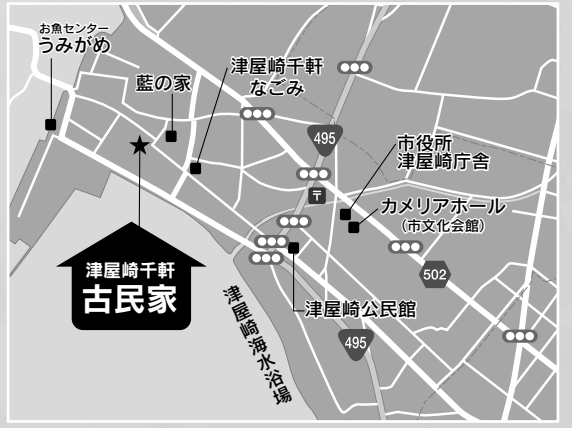 お魚センター
うみがめ
藍の家
津屋崎千軒
なごみ
495
市役所
津屋崎庁舎
〒
カメリアホール
(市文化会館)
502
津屋崎千軒
古民家
津屋崎公民館
津屋崎海水浴場
495